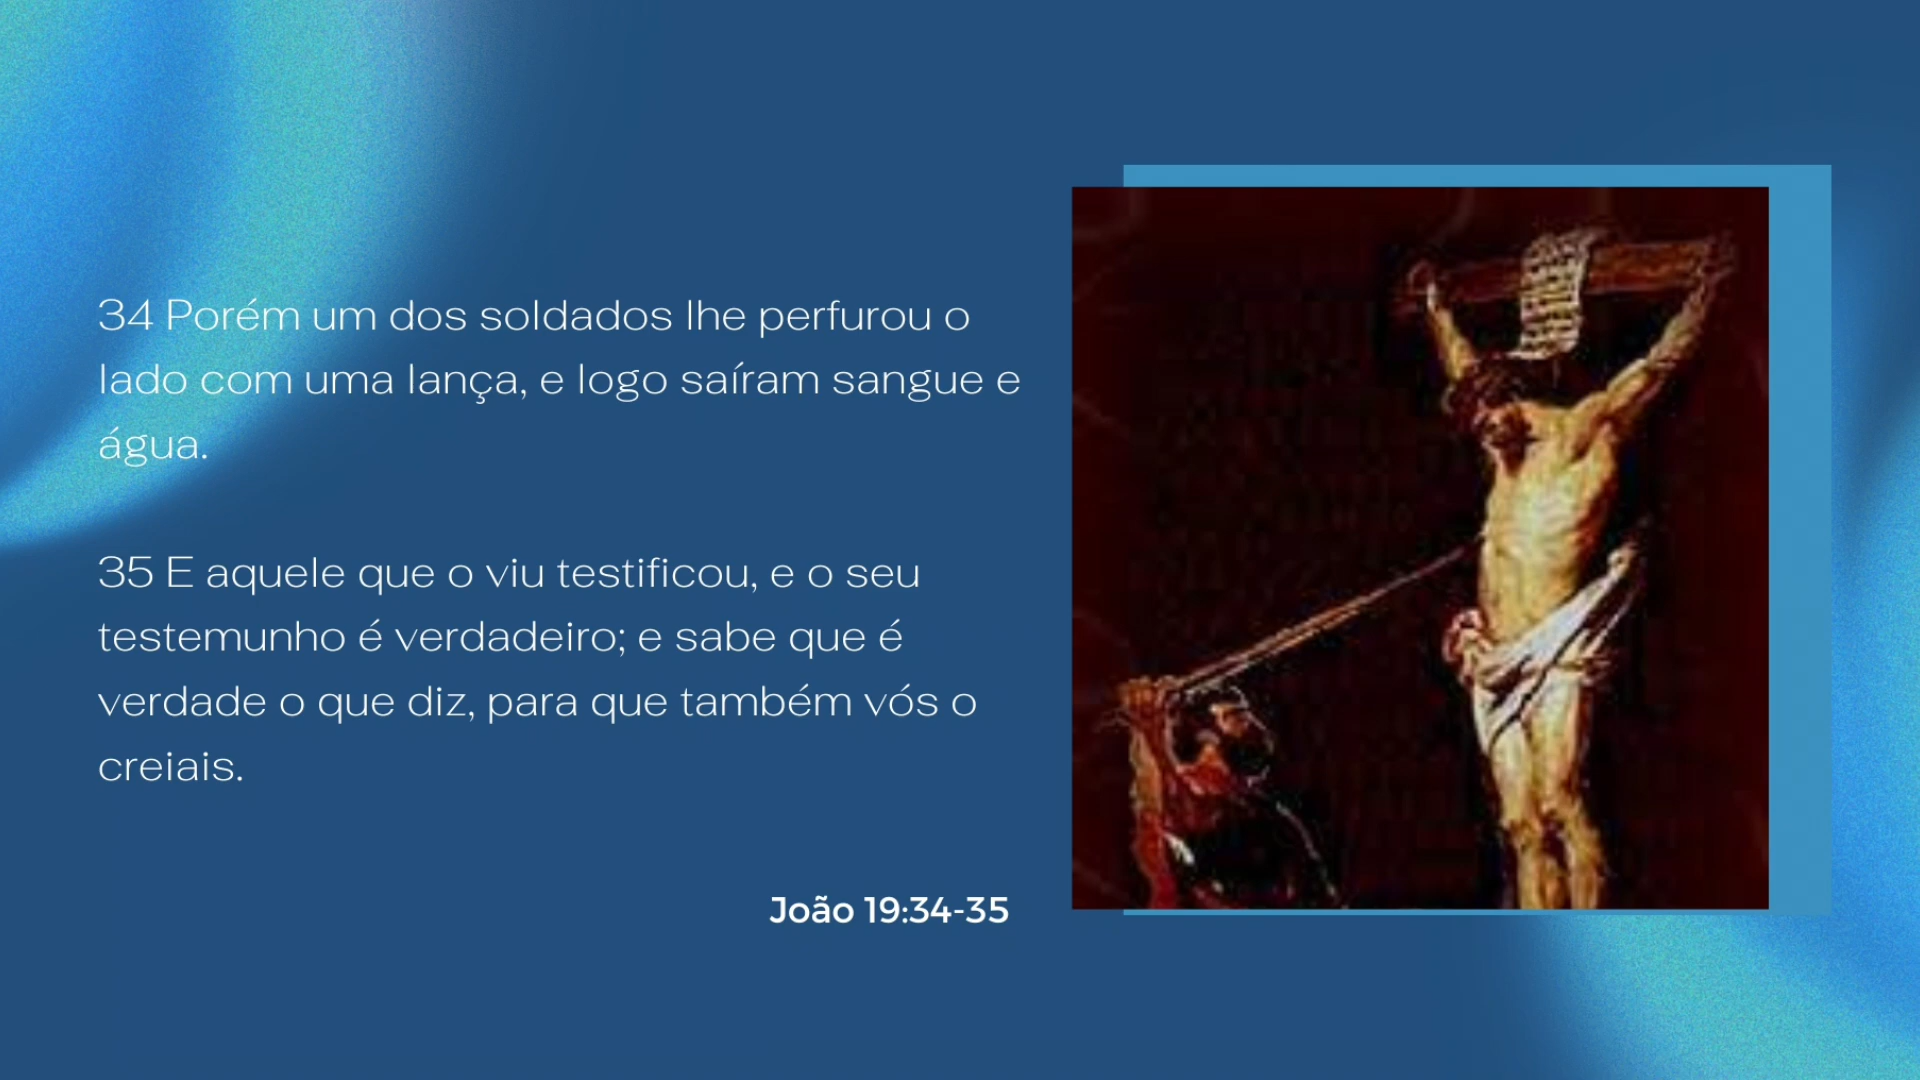 34 Porém um dos soldados lhe perfurou o
lado com uma lança, e logo saíram sangue e
água.
35 E aquele que o viu testificou, e o seu
testemunho é verdadeiro; e sabe que é
verdade o que diz, para que também vós o
creiais.
João 19:34-35